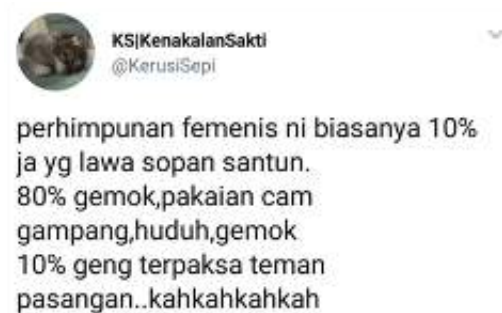 KS|KenakalanSakti
@KerusiSepi
perhimpunan femenis ni biasanya 10%
ja yg lawa sopan santun.
80% gemok,pakaian cam
gampang,huduh,gemok
10% geng terpaksa teman
pasangan..kahkahkahkah